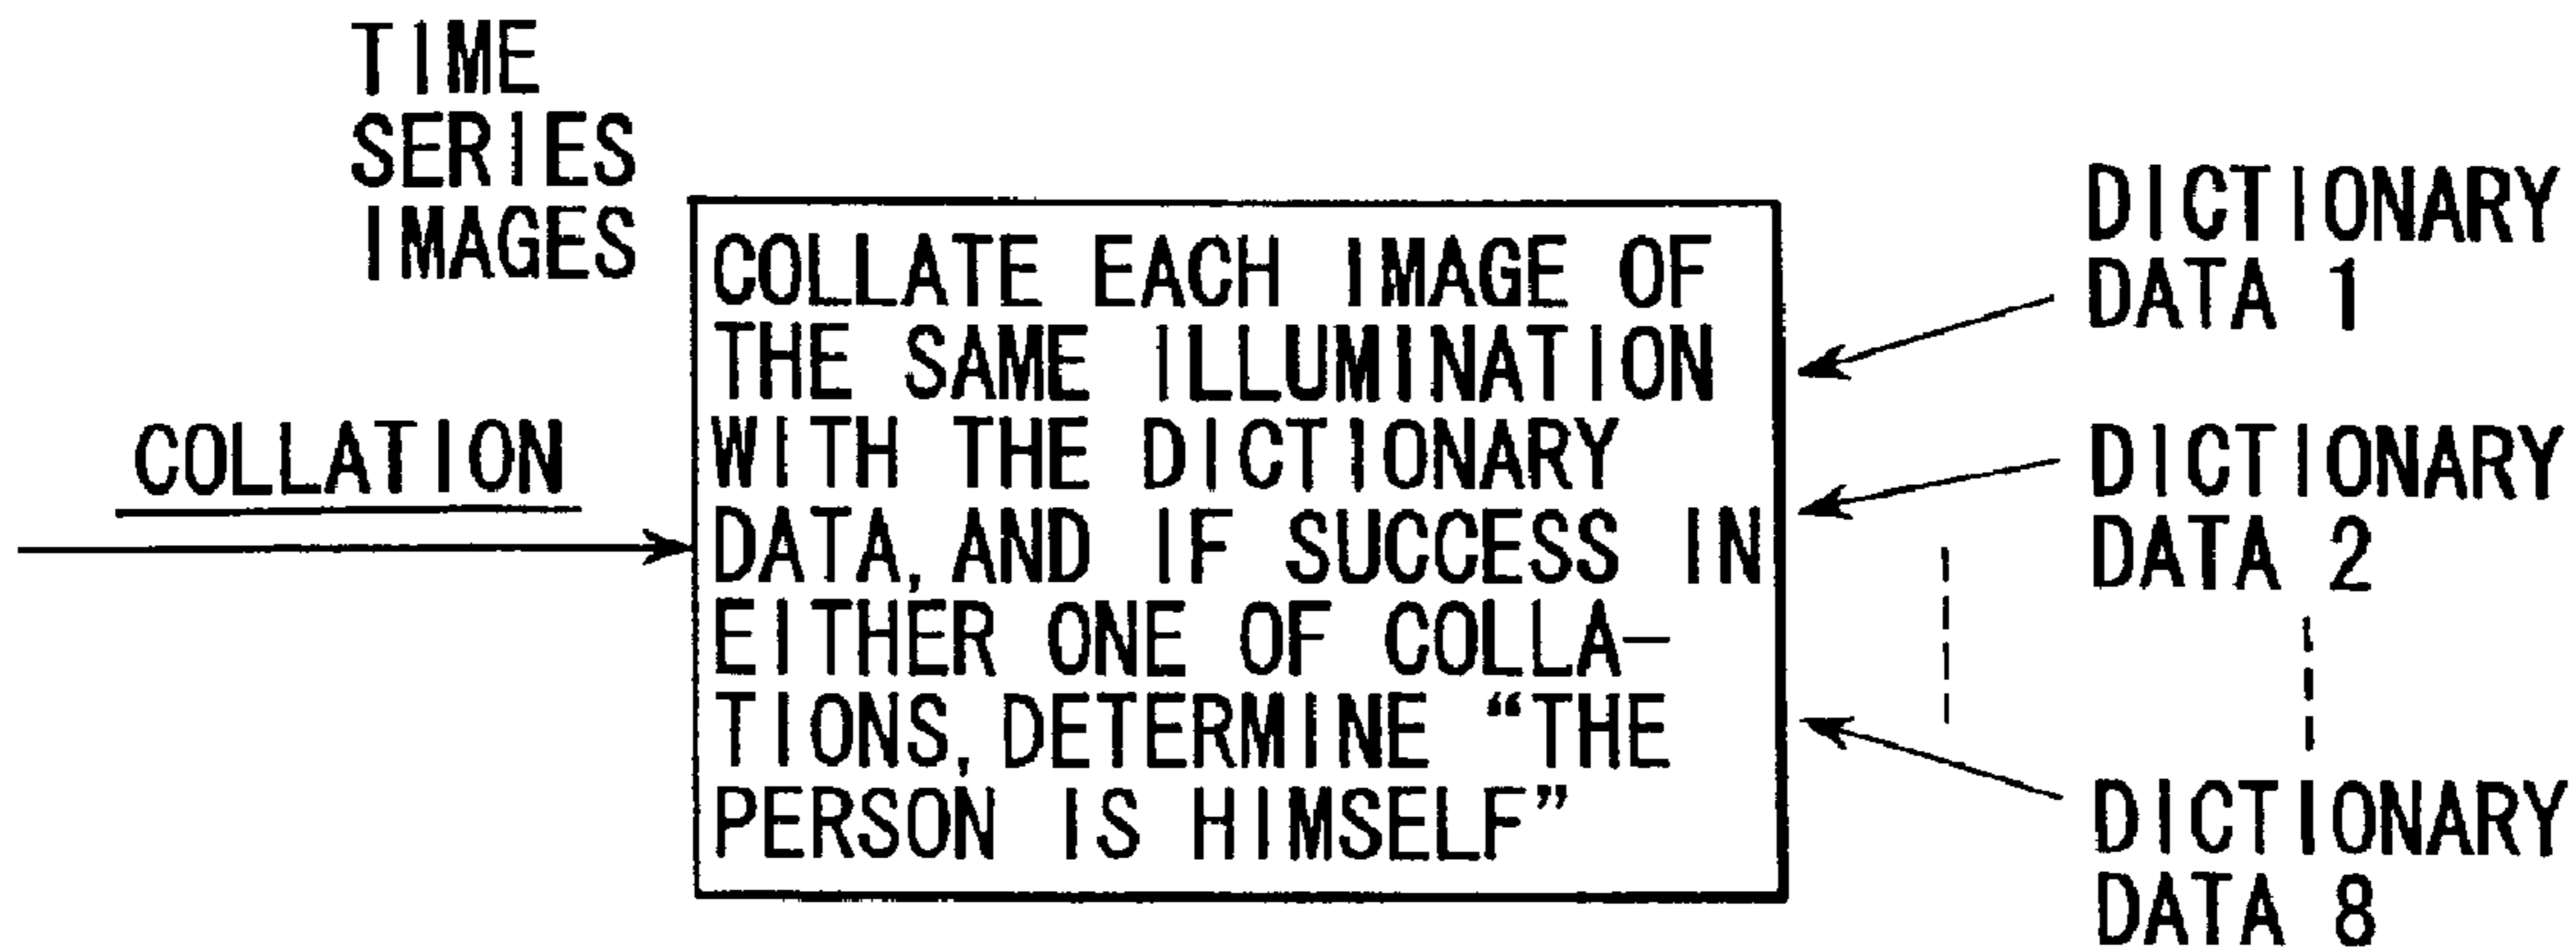 TIME
SERIES
IMAGES
COLLATION
COLLATE EACH IMAGE OF
THE SAME ILLUMINATION
WITH THE DICTIONARY
DATA, AND IF SUCCESS IN
EITHER ONE OF COLLA-
TIONS, DETERMINE “THE
PERSON IS HIMSELF”
DICTIONARY
DATA 1
DICTIONARY
DATA 2
DICTIONARY
DATA 8